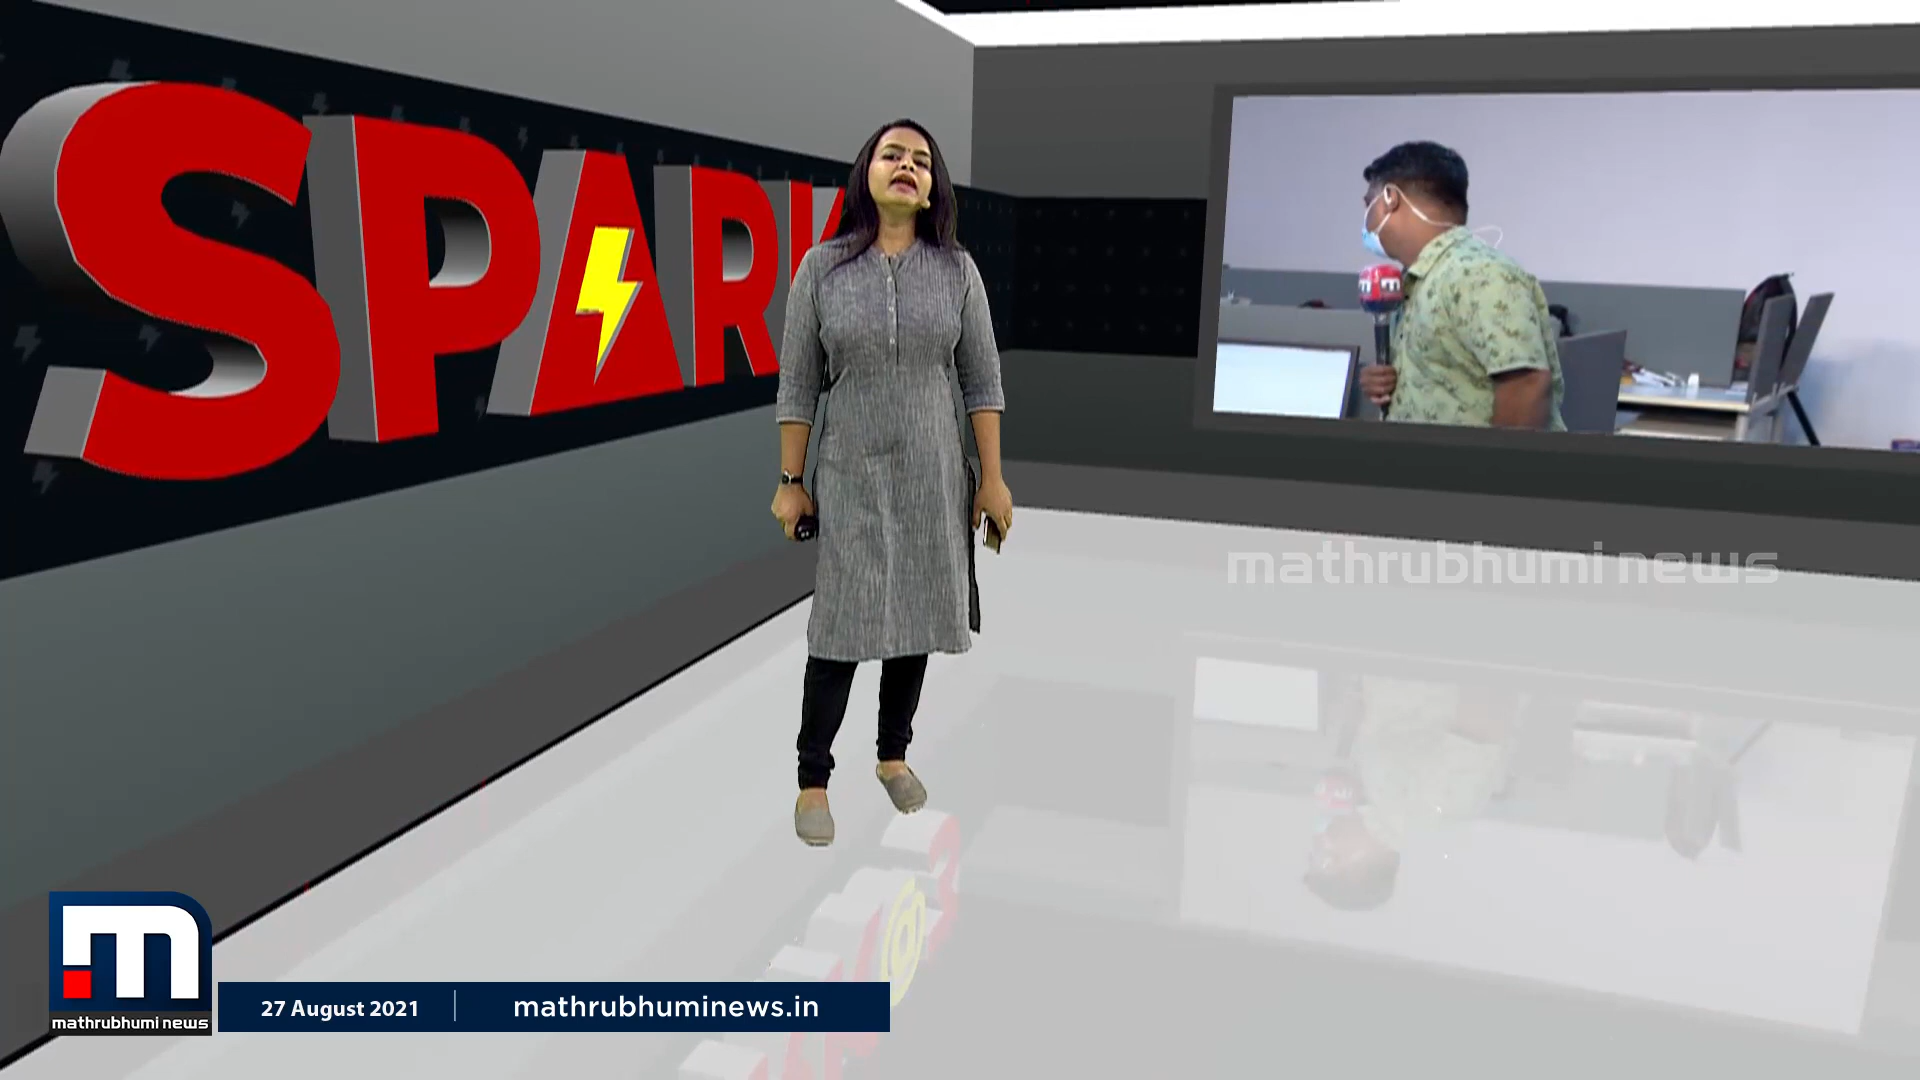 SPARK
m
mathrubhumi news
m
mathrubhumi news
27 August 2021
mathrubhuminews.in